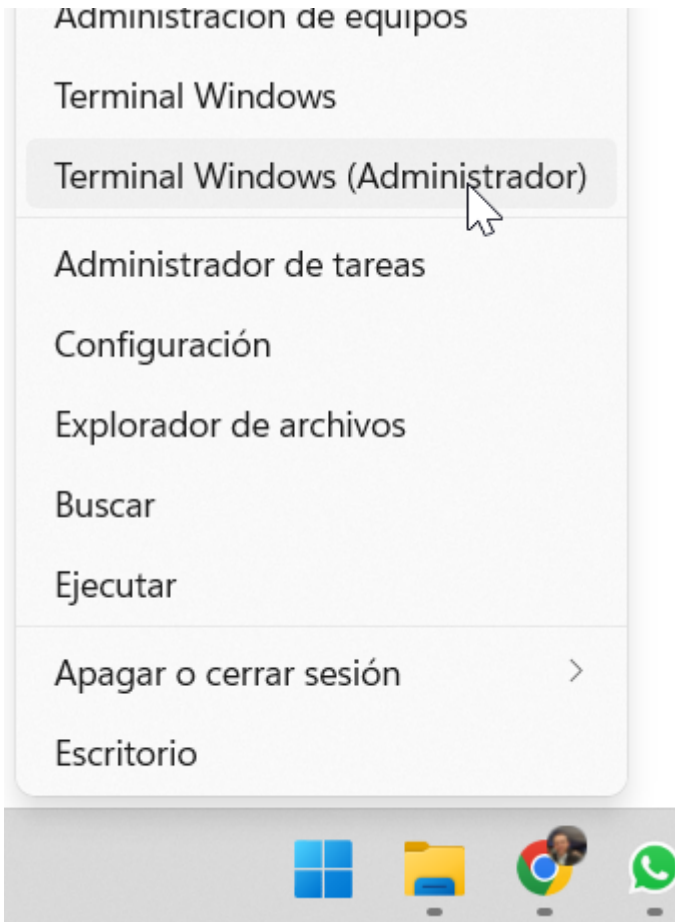 Administración de equipos
Terminal Windows
Terminal Windows (Administrador)
Administrador de tareas
Configuración
Explorador de archivos
Buscar
Ejecutar
Apagar o cerrar sesión
Escritorio